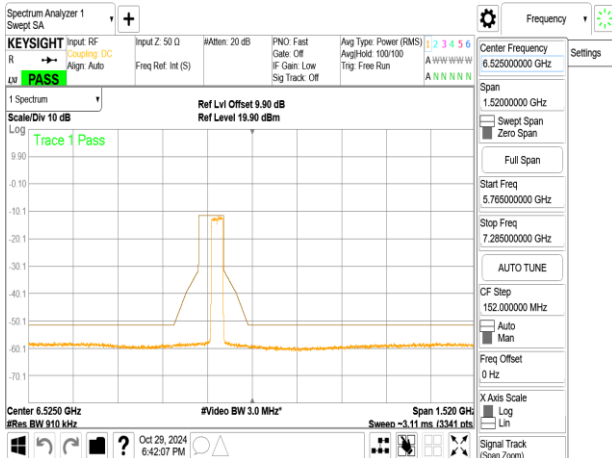 Spectrum Analyzer 1
Swept SA
+
Frequency
KEYSIGHT
R
LXI
PASS
Input: RF
Coupling: DC
Align: Auto
Input Z: 50 Ω
Freq Ref: Int (S)
#Atten: 20 dB
PNO: Fast
Gate: Off
IF Gain: Low
Sig Track: Off
Avg Type: Power (RMS)
Avg|Hold: 100/100
Trig: Free Run
1 2 3 4 5 6
A W W W W W
A N N N N N
1 Spectrum
Scale/Div 10 dB
Ref Lvl Offset 9.90 dB
Ref Level 19.90 dBm
Log
Trace 1 Pass
9.90
-0.10
-10.1
-20.1
-30.1
-40.1
-50.1
-60.1
-70.1
Center 6.5250 GHz
#Res BW 910 kHz
#Video BW 3.0 MHz*
Span 1.520 GHz
Sweep ~3.11 ms (3341 pts
?
Oct 29, 2024
6:42:07 PM
Center Frequency
6.525000000 GHz
Settings
Span
1.52000000 GHz
Swept Span
Zero Span
Full Span
Start Freq
5.765000000 GHz
Stop Freq
7.285000000 GHz
AUTO TUNE
CF Step
152.000000 MHz
Auto
Man
Freq Offset
0 Hz
X Axis Scale
Log
Lin
Signal Track
(Span Zoom)